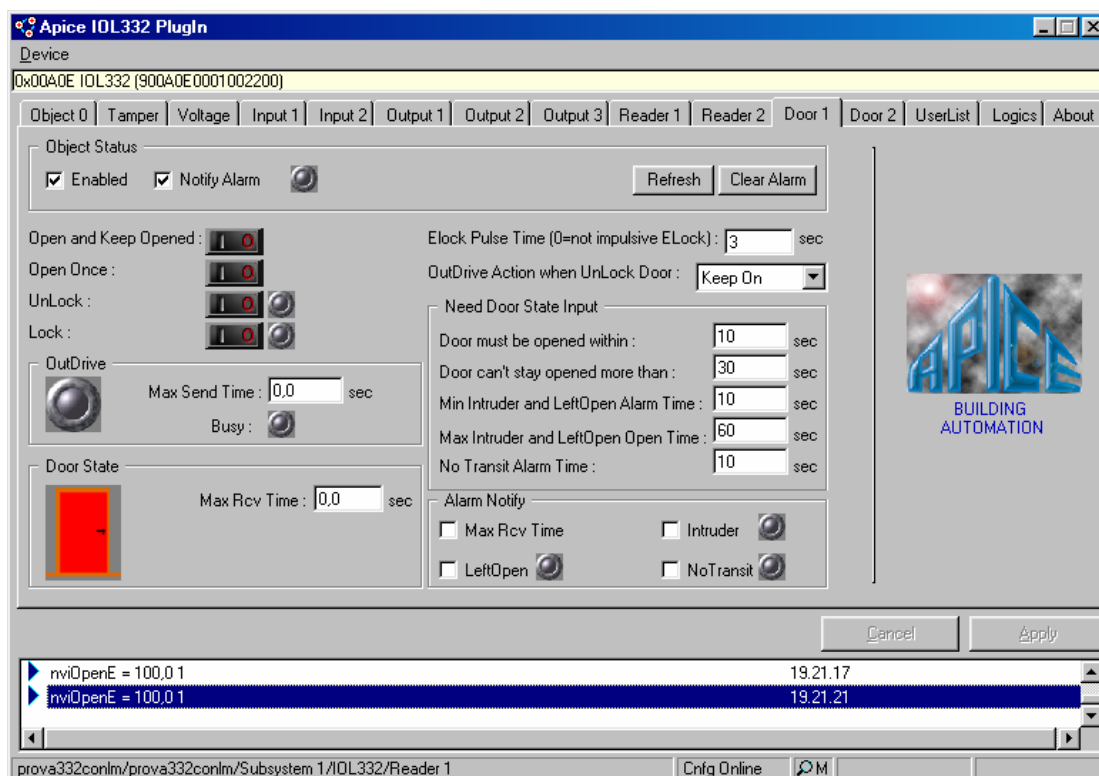 Apice IOL332 PlugIn
Device
0x00A0E IOL332 (900A0E0001002200)
Object 0 Tamper Voltage Input 1 Input 2 Output 1 Output 2 Output 3 Reader 1 Reader 2 Door 1 Door 2 UserList Logics About
Object Status
Enabled Notify Alarm Refresh Clear Alarm
Open and Keep Opened : I O
Elock Pulse Time (0=not impulsive ELock) : 3 sec
Open Once : I O
OutDrive Action when UnLock Door : Keep On
UnLock : I O
Lock : I O
Need Door State Input
Door must be opened within : 10 sec
Door can't stay opened more than : 30 sec
Min Intruder and LeftOpen Alarm Time : 10 sec
Max Intruder and LeftOpen Open Time : 60 sec
No Transit Alarm Time : 10 sec
OutDrive
Max Send Time : 0,0 sec
Busy :
Door State
Max Rcv Time : 0,0 sec
Alarm Notify
Max Rcv Time Intruder
LeftOpen NoTransit
APICE
BUILDING
AUTOMATION
Cancel Apply
nviOpenE = 100,0 1 19.21.17
nviOpenE = 100,0 1 19.21.21
prova332conlm/prova332conlm/Subsystem 1/IOL332/Reader 1 Cnfg Online M